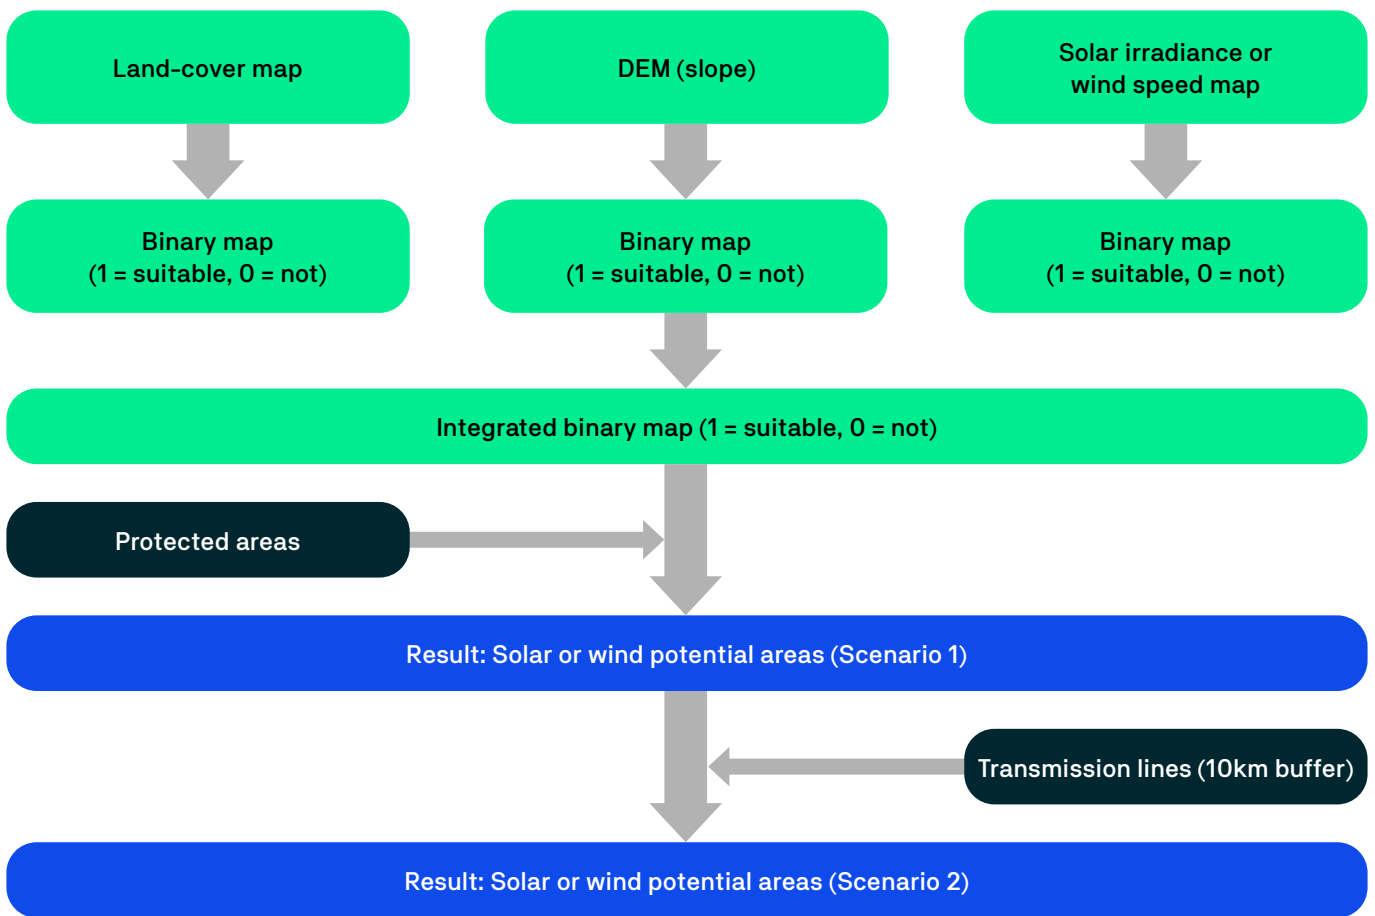 Land-cover map
DEM (slope)
Solar irradiance or
wind speed map
Binary map
(1 = suitable, 0 = not)
Binary map
(1 = suitable, 0 = not)
Binary map
(1 = suitable, 0 = not)
Integrated binary map (1 = suitable, 0 = not)
Protected areas
Result: Solar or wind potential areas (Scenario 1)
Transmission lines (10km buffer)
Result: Solar or wind potential areas (Scenario 2)